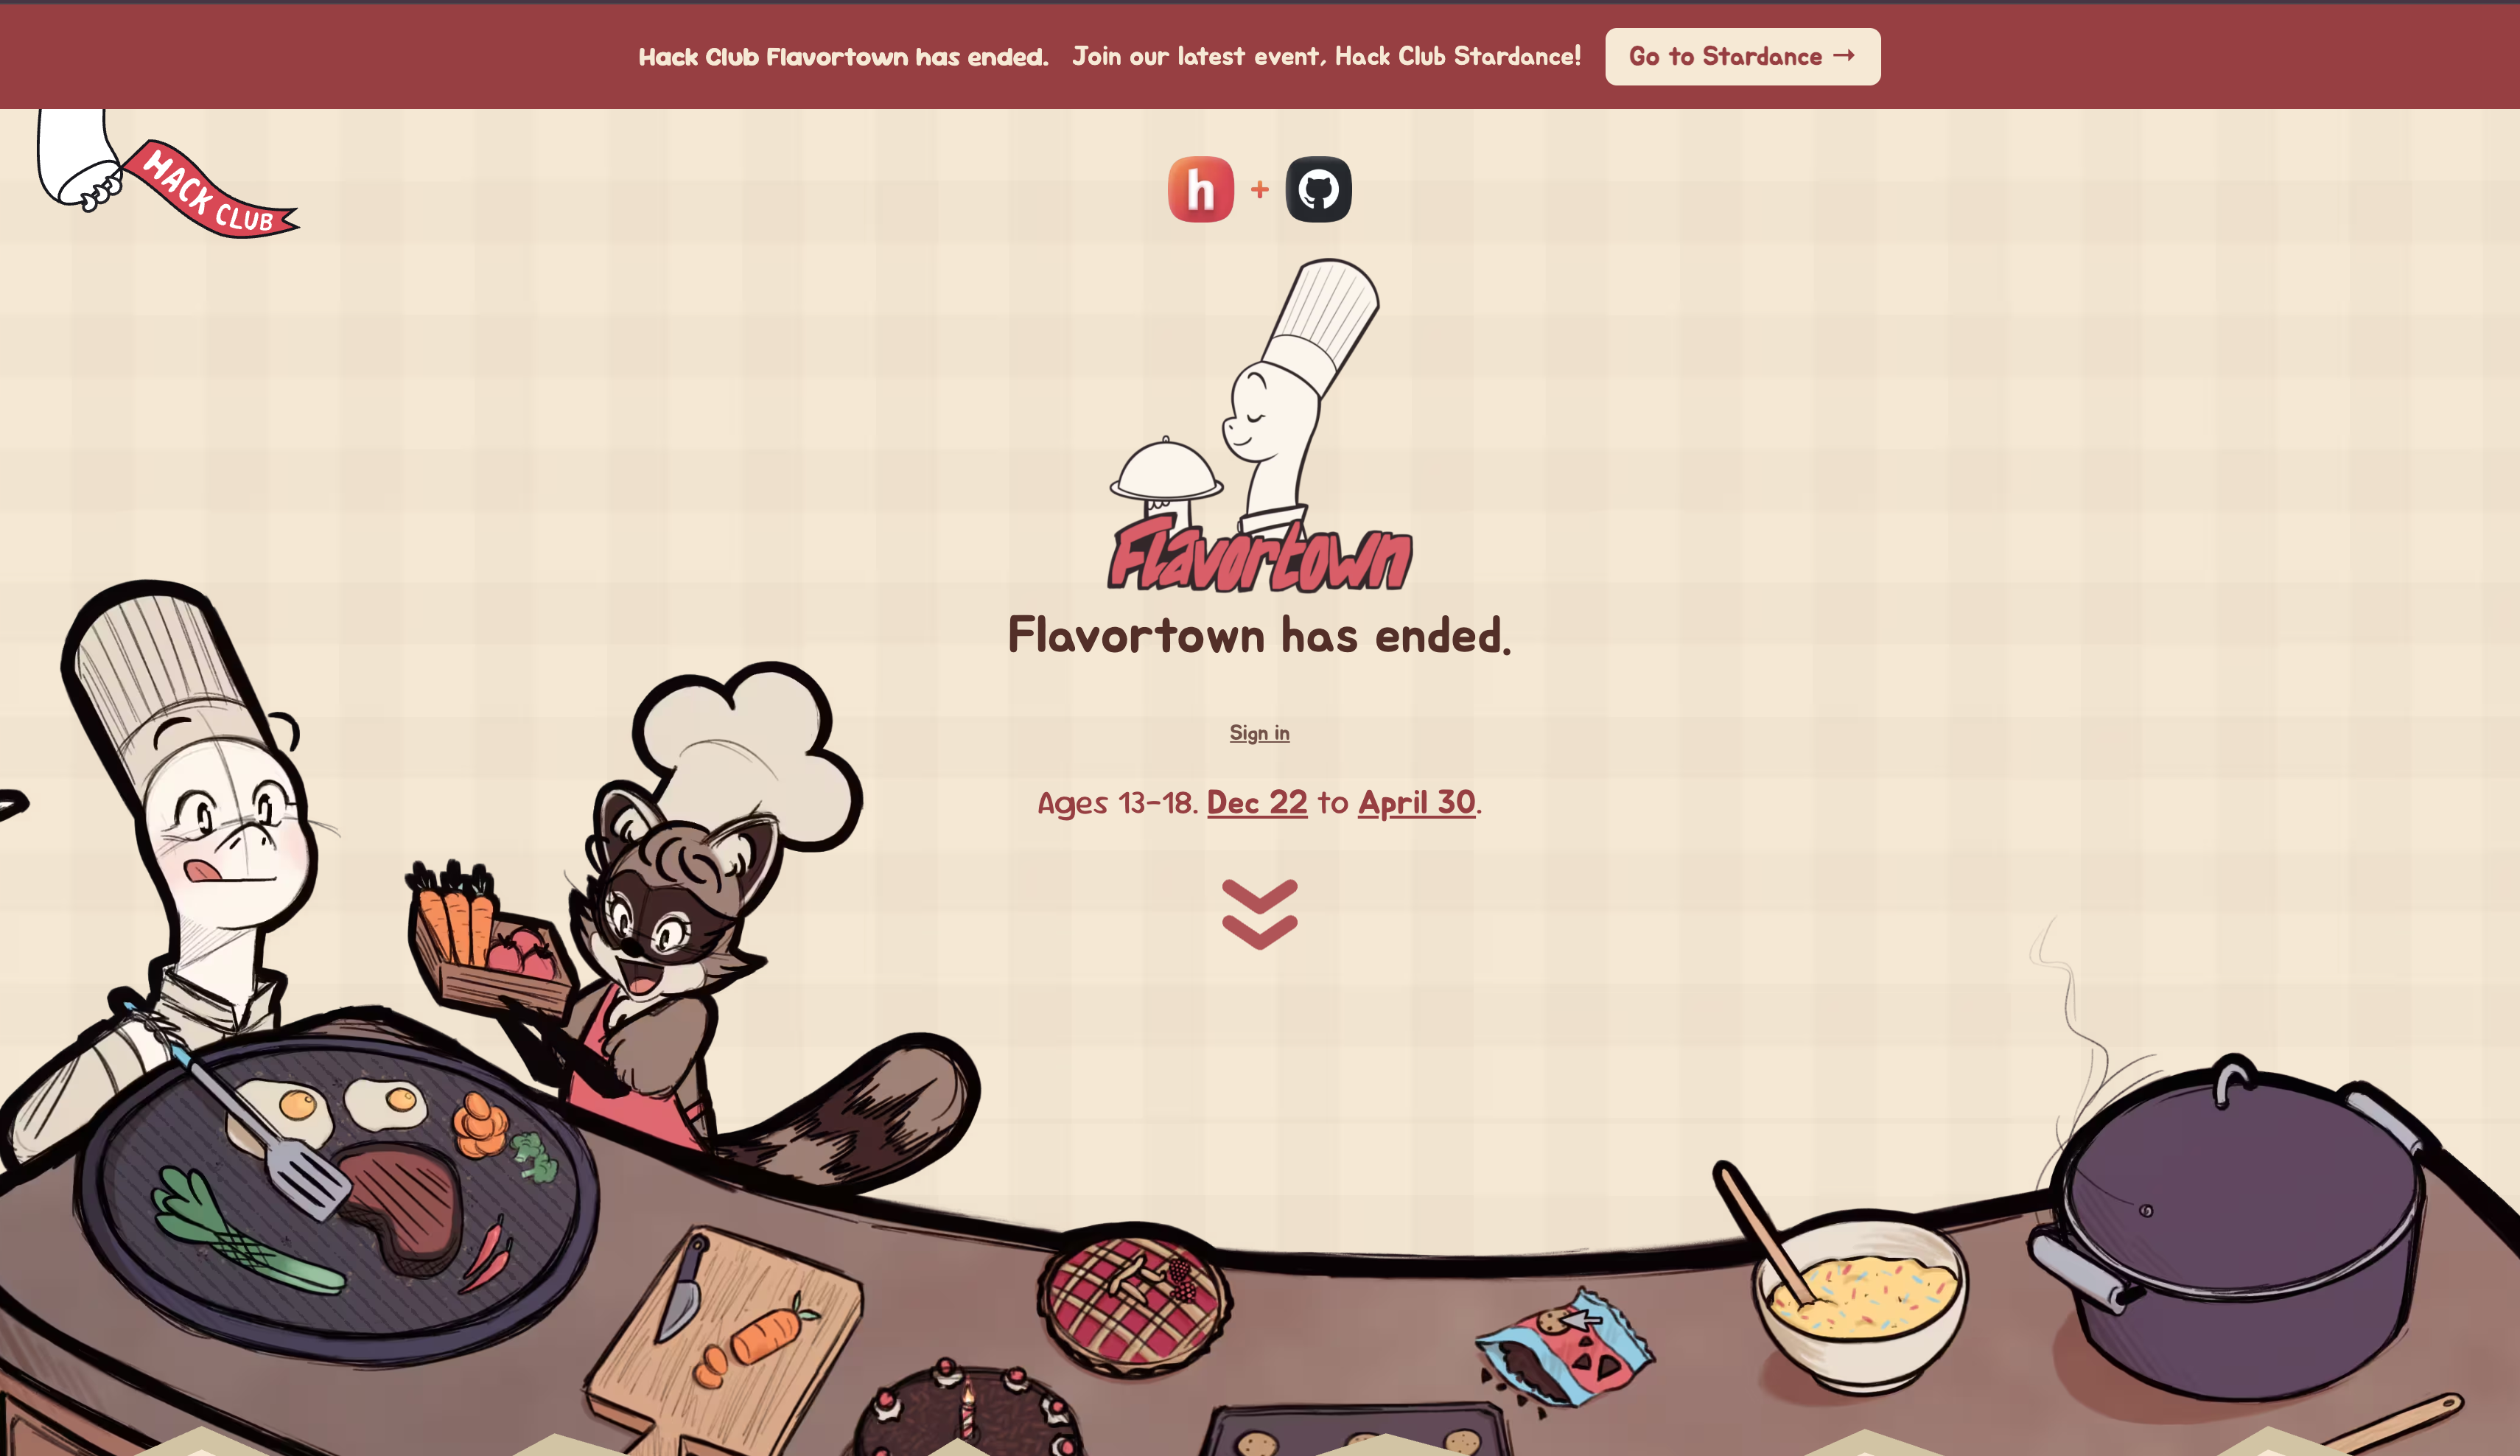 Hack Club Flavortown has ended. Join our latest event, Hack Club Stardance! Go to Stardance →
HACK CLUB
h +
Flavortown
Flavortown has ended.
Sign in
Ages 13-18. Dec 22 to April 30.